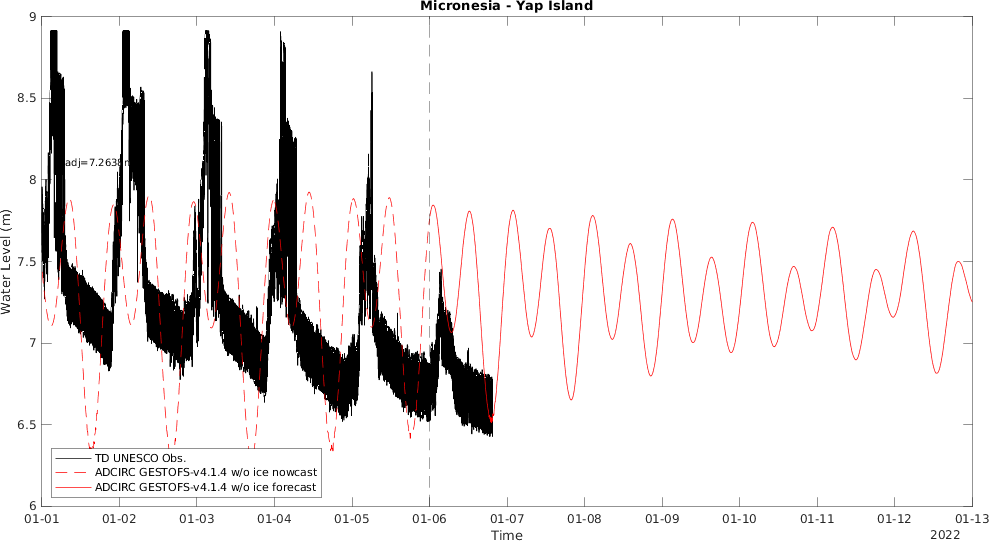 Micronesia - Yap Island
9
8.5
adj=7.2638m
8
7.5
Water Level (m)
7
6.5
TD UNESCO Obs.
ADCIRC GESTOFS-v4.1.4 w/o ice nowcast
ADCIRC GESTOFS-v4.1.4 w/o ice forecast
6
01-01 01-02 01-03 01-04 01-05 01-06 01-07 01-08 01-09 01-10 01-11 01-12 01-13
Time
2022